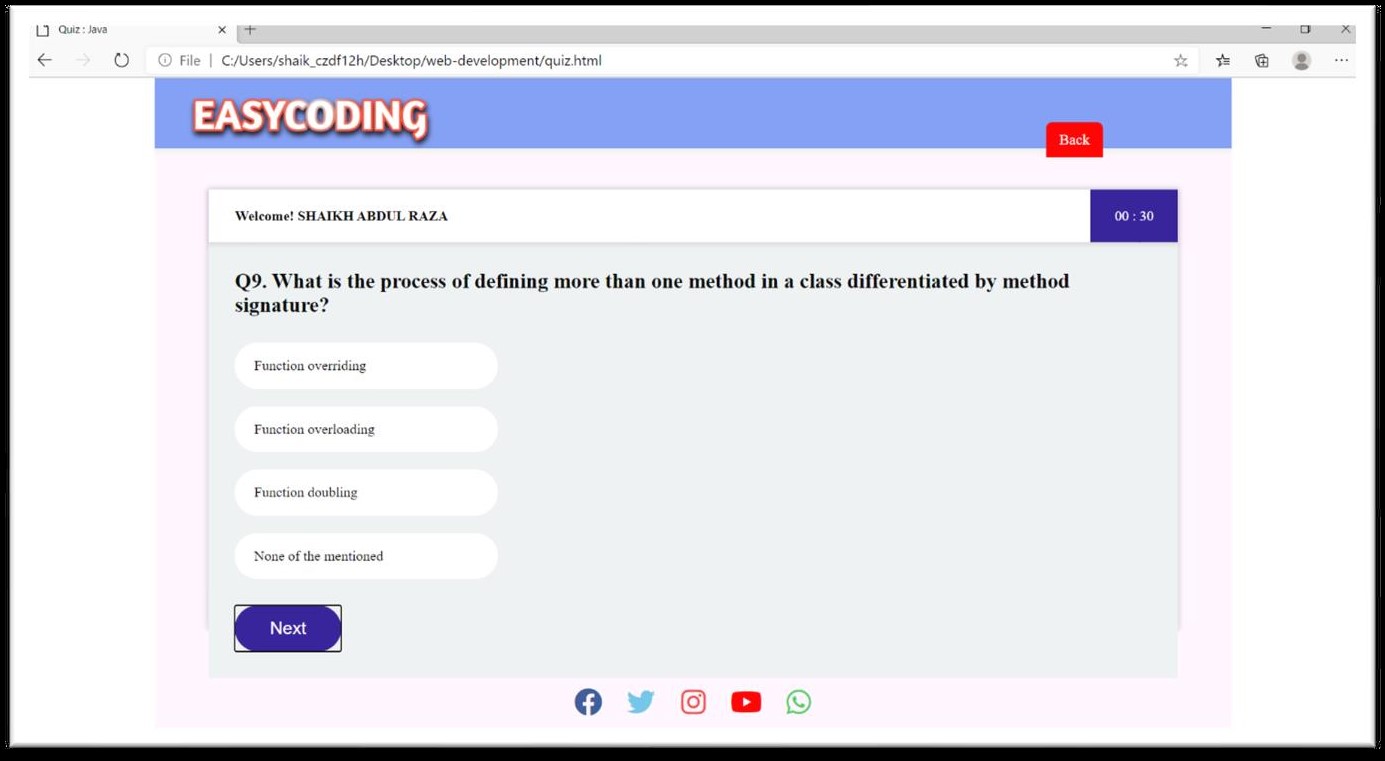 Quiz : Java
File | C:/Users/shaik_czdf12h/Desktop/web-development/quiz.html
EASYCODING
Back
Welcome! SHAIKH ABDUL RAZA
00 : 30
Q9. What is the process of defining more than one method in a class differentiated by method
signature?
Function overriding
Function overloading
Function doubling
None of the mentioned
Next